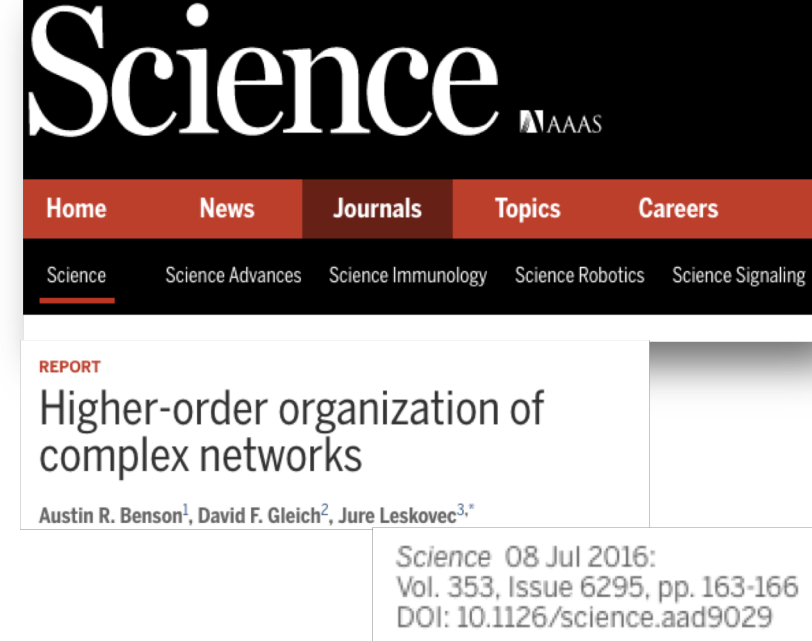 Science AAAS
Home News Journals Topics Careers
Science Science Advances Science Immunology Science Robotics Science Signaling
REPORT
Higher-order organization of
complex networks
Austin R. Benson¹, David F. Gleich², Jure Leskovec³,*
Science 08 Jul 2016:
Vol. 353, Issue 6295, pp. 163-166
DOI: 10.1126/science.aad9029